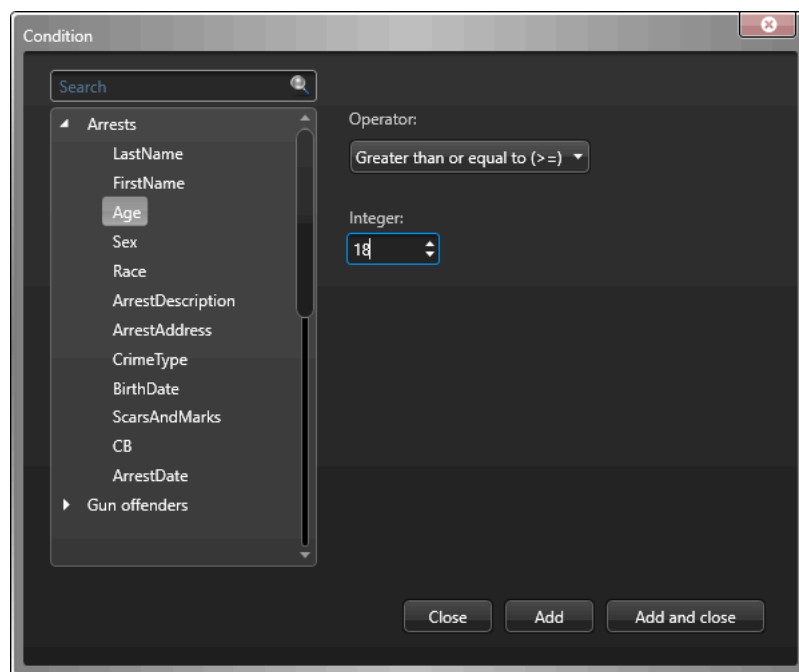 Condition
Search
Arrests
LastName
FirstName
Age
Sex
Race
ArrestDescription
ArrestAddress
CrimeType
BirthDate
ScarsAndMarks
CB
ArrestDate
Gun offenders
Operator:
Greater than or equal to (>=)
Integer:
18
Close
Add
Add and close